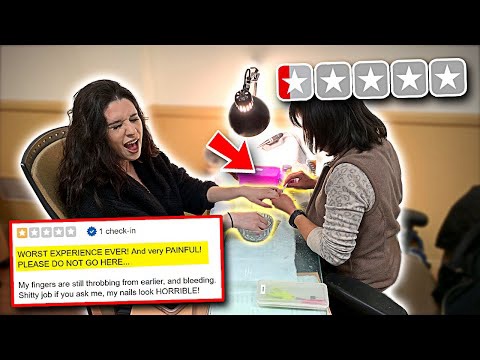 1 check-in
WORST EXPERIENCE EVER! And very PAINFUL!
PLEASE DO NOT GO HERE...
My fingers are still throbbing from earlier, and bleeding.
Shitty job if you ask me, my nails look HORRIBLE!